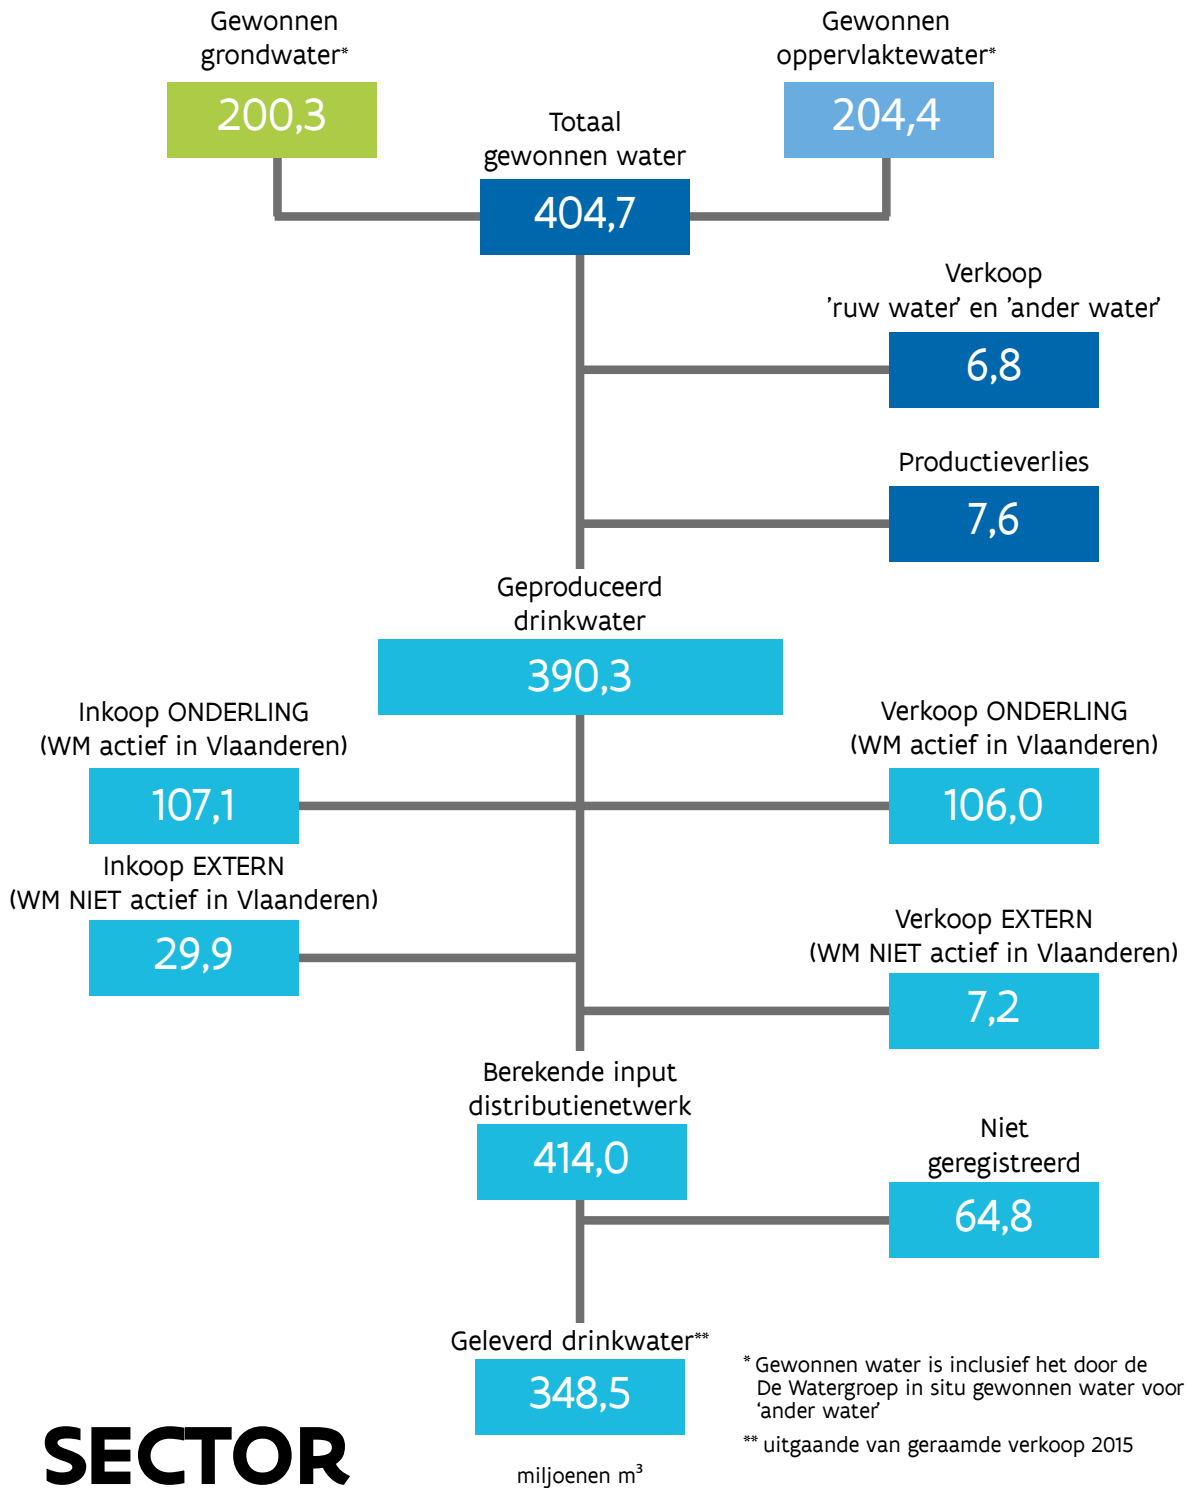 Gewonnen
grondwater*
200,3
Gewonnen
oppervlaktewater*
204,4
Totaal
gewonnen water
404,7
Verkoop
'ruw water' en 'ander water'
6,8
Productieverlies
7,6
Geproduceerd
drinkwater
390,3
Inkoop ONDERLING
(WM actief in Vlaanderen)
107,1
Verkoop ONDERLING
(WM actief in Vlaanderen)
106,0
Inkoop EXTERN
(WM NIET actief in Vlaanderen)
29,9
Verkoop EXTERN
(WM NIET actief in Vlaanderen)
7,2
Berekende input
distributienetwerk
414,0
Niet
geregistreerd
64,8
Geleverd drinkwater**
348,5
miljoenen m³
* Gewonnen water is inclusief het door de
De Watergroep in situ gewonnen water voor
'ander water'
** uitgaande van geraamde verkoop 2015
SECTOR